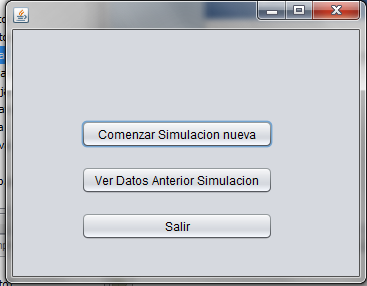 Comenzar Simulacion nueva
Ver Datos Anterior Simulacion
Salir